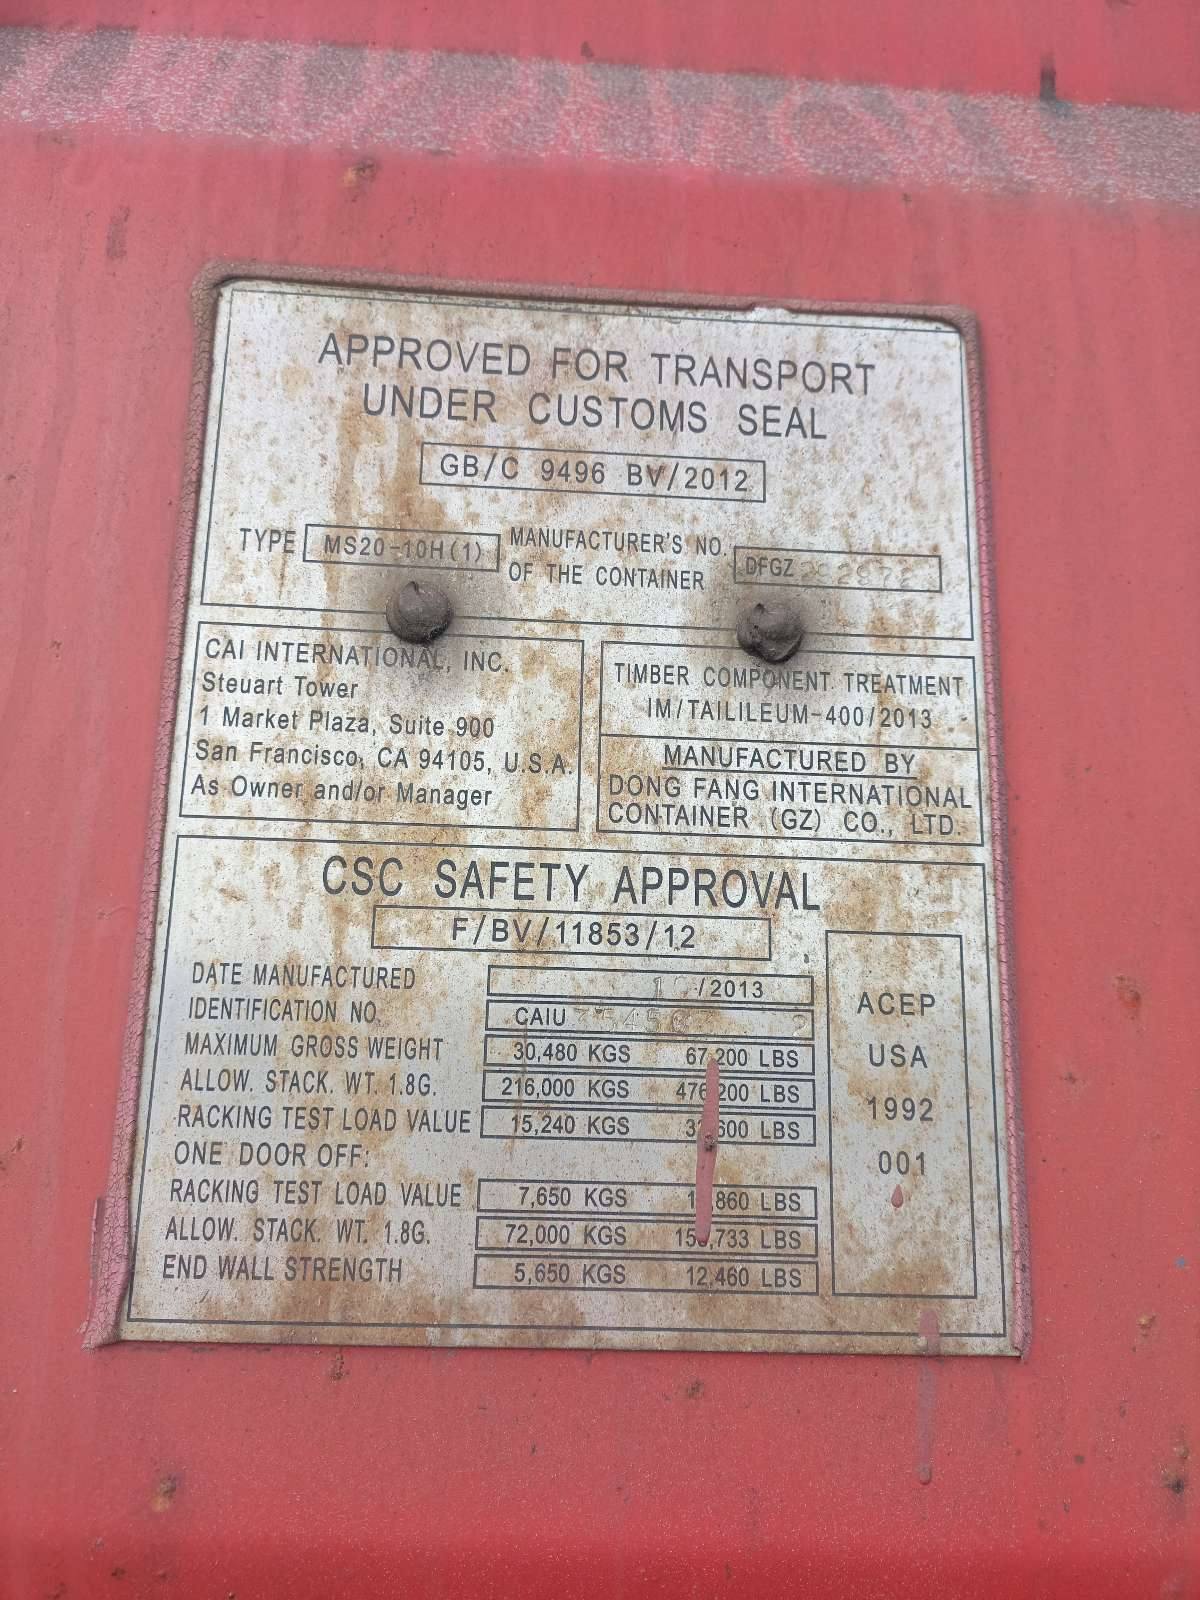 APPROVED FOR TRANSPORT
UNDER CUSTOMS SEAL
GB/C 9496 BV/2012
TYPE MS20-10H(1) MANUFACTURER'S NO.
OF THE CONTAINER DFGZ
CAI INTERNATIONAL, INC.
Steuart Tower
1 Market Plaza, Suite 900
San Francisco, CA 94105, U.S.A.
As Owner and/or Manager
TIMBER COMPONENT TREATMENT
IM/TAILILEUM-400/2013
MANUFACTURED BY
DONG FANG INTERNATIONAL
CONTAINER (GZ) CO., LTD.
CSC SAFETY APPROVAL
F/BV/11853/12
DATE MANUFACTURED /2013
IDENTIFICATION NO. CAIU
MAXIMUM GROSS WEIGHT 30,480 KGS 67,200 LBS
ALLOW. STACK. WT. 1.8G. 216,000 KGS 476,200 LBS
RACKING TEST LOAD VALUE 15,240 KGS LBS
ONE DOOR OFF:
RACKING TEST LOAD VALUE 7,650 KGS LBS
ALLOW. STACK. WT. 1.8G. 72,000 KGS LBS
END WALL STRENGTH 5,650 KGS 12,460 LBS
ACEP
USA
1992
001